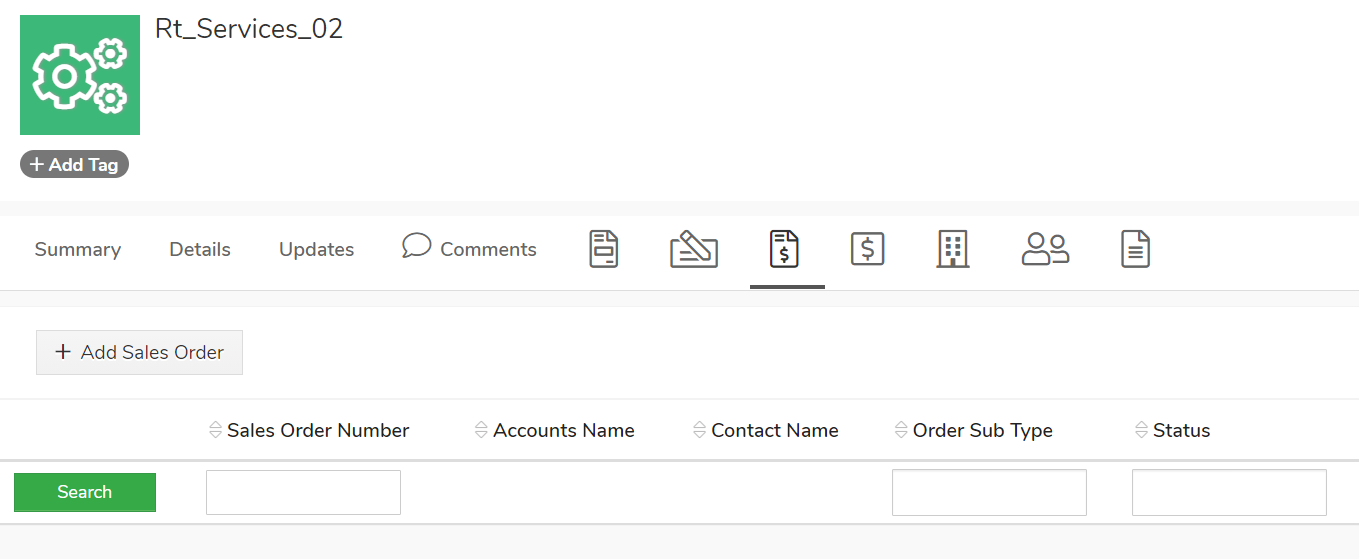 Rt_Services_02
+ Add Tag
Summary Details Updates Comments
+ Add Sales Order
Sales Order Number Accounts Name Contact Name Order Sub Type Status
Search